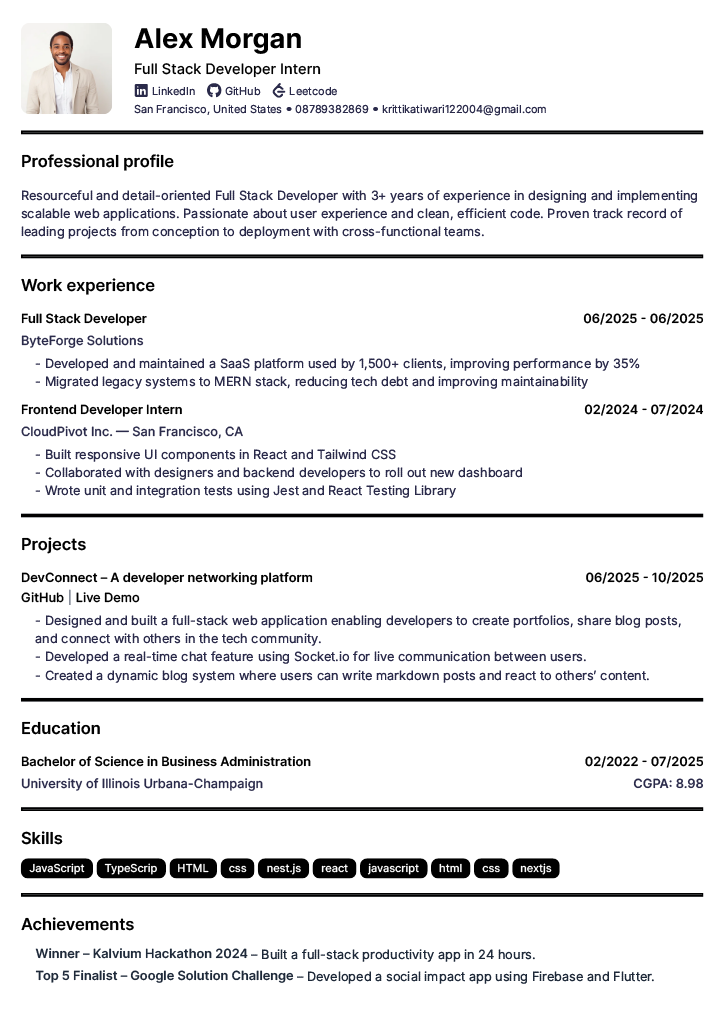 Alex Morgan
Full Stack Developer Intern
LinkedIn GitHub Leetcode
San Francisco, United States • 08789382869 • krittikatiwari122004@gmail.com
Professional profile
Resourceful and detail-oriented Full Stack Developer with 3+ years of experience in designing and implementing
scalable web applications. Passionate about user experience and clean, efficient code. Proven track record of
leading projects from conception to deployment with cross-functional teams.
Work experience
Full Stack Developer 06/2025 - 06/2025
ByteForge Solutions
- Developed and maintained a SaaS platform used by 1,500+ clients, improving performance by 35%
- Migrated legacy systems to MERN stack, reducing tech debt and improving maintainability
Frontend Developer Intern 02/2024 - 07/2024
CloudPivot Inc. — San Francisco, CA
- Built responsive UI components in React and Tailwind CSS
- Collaborated with designers and backend developers to roll out new dashboard
- Wrote unit and integration tests using Jest and React Testing Library
Projects
DevConnect – A developer networking platform 06/2025 - 10/2025
GitHub | Live Demo
- Designed and built a full-stack web application enabling developers to create portfolios, share blog posts,
and connect with others in the tech community.
- Developed a real-time chat feature using Socket.io for live communication between users.
- Created a dynamic blog system where users can write markdown posts and react to others’ content.
Education
Bachelor of Science in Business Administration 02/2022 - 07/2025
University of Illinois Urbana-Champaign CGPA: 8.98
Skills
JavaScript TypeScrip HTML css nest.js react javascript html css nextjs
Achievements
Winner – Kalvium Hackathon 2024 – Built a full-stack productivity app in 24 hours.
Top 5 Finalist – Google Solution Challenge – Developed a social impact app using Firebase and Flutter.